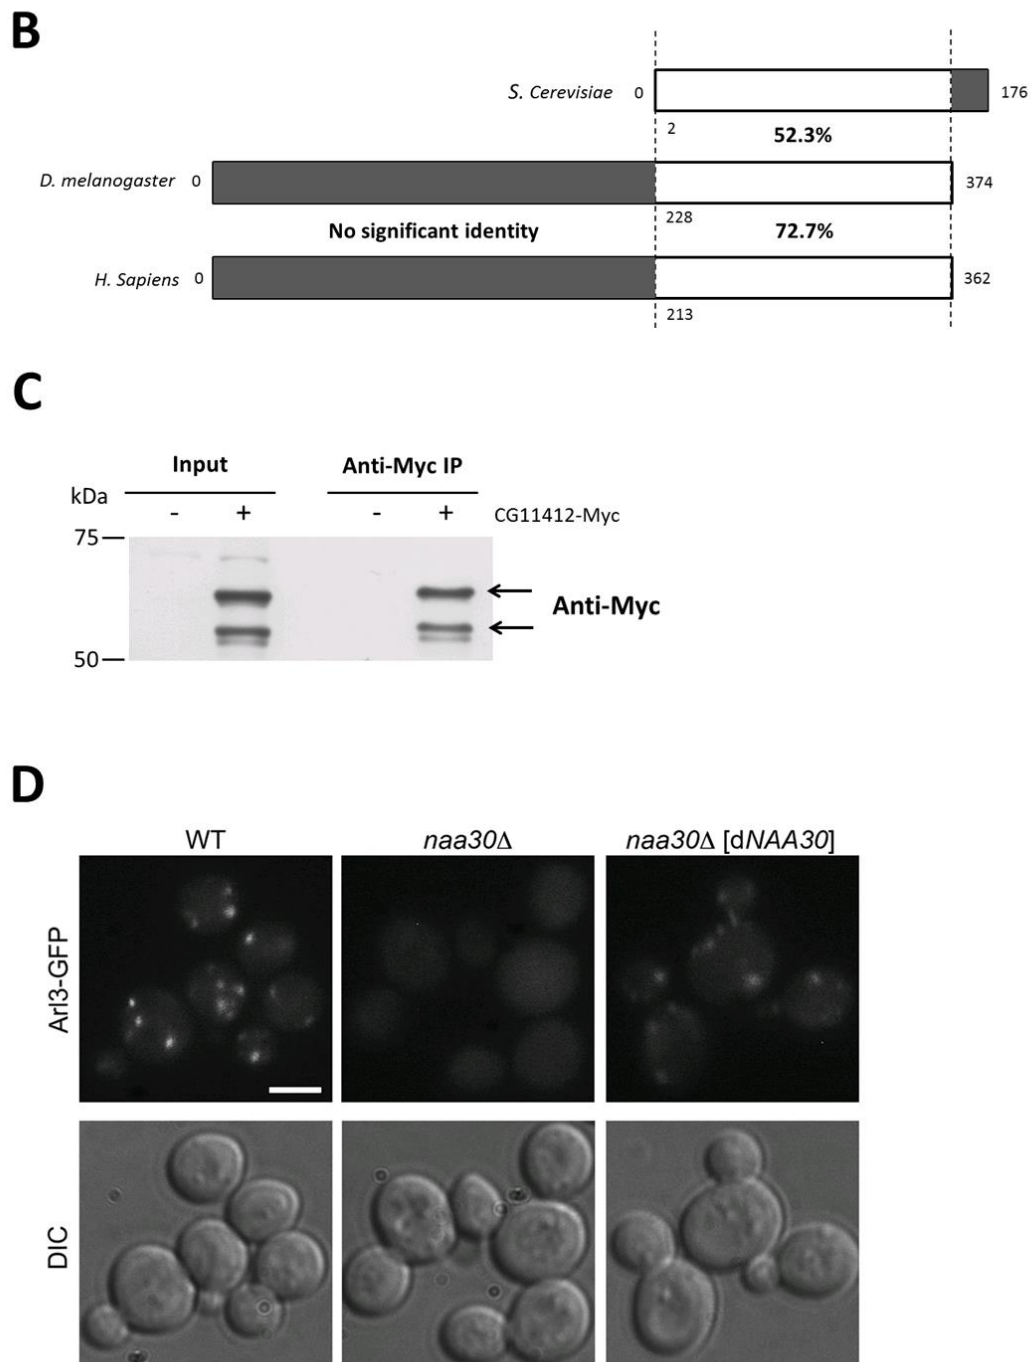 B
S. Cerevisiae 0 176
2 52.3%
D. melanogaster 0 374
No significant identity 228 72.7%
H. Sapiens 0 362
213
C
Input Anti-Myc IP
kDa - + - + CG11412-Myc
75
Anti-Myc
50
D
WT naa30Δ naa30Δ [dNAA30]
Arl3-GFP
DIC